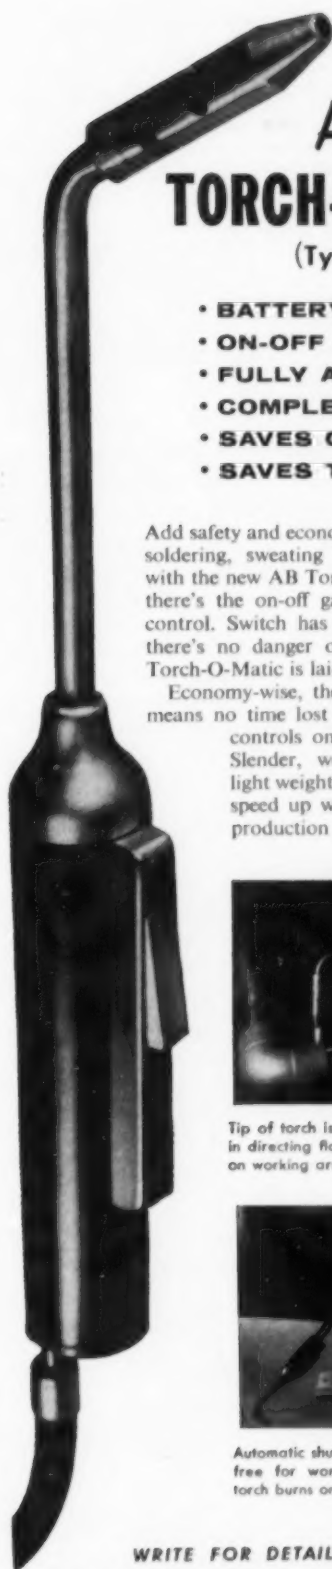 TORCH-
(Ty
• BATTERY
• ON-OFF
• FULLY A
• COMPLE
• SAVES
• SAVES T
Add safety and econo
soldering, sweating
with the new AB Tor
there's the on-off ga
control. Switch has
there's no danger o
Torch-O-Matic is lai
Economy-wise, the
means no time lost
controls on
Slender, w
light weight
speed up w
production
Tip of torch is
in directing fl
on working ar
Automatic shu
free for wor
torch burns or
WRITE FOR DETAIL